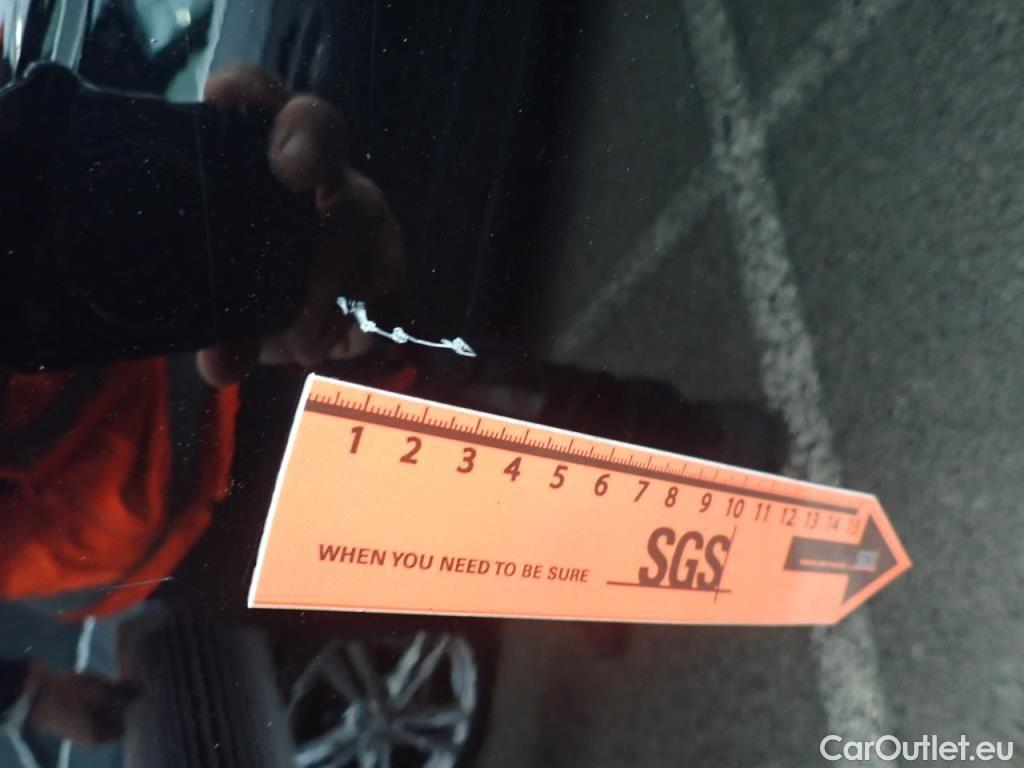 1 2 3 4 5 6 7 8 9 10 11 12 13 14 15
WHEN YOU NEED TO BE SURE
SGS
CarOutlet.eu